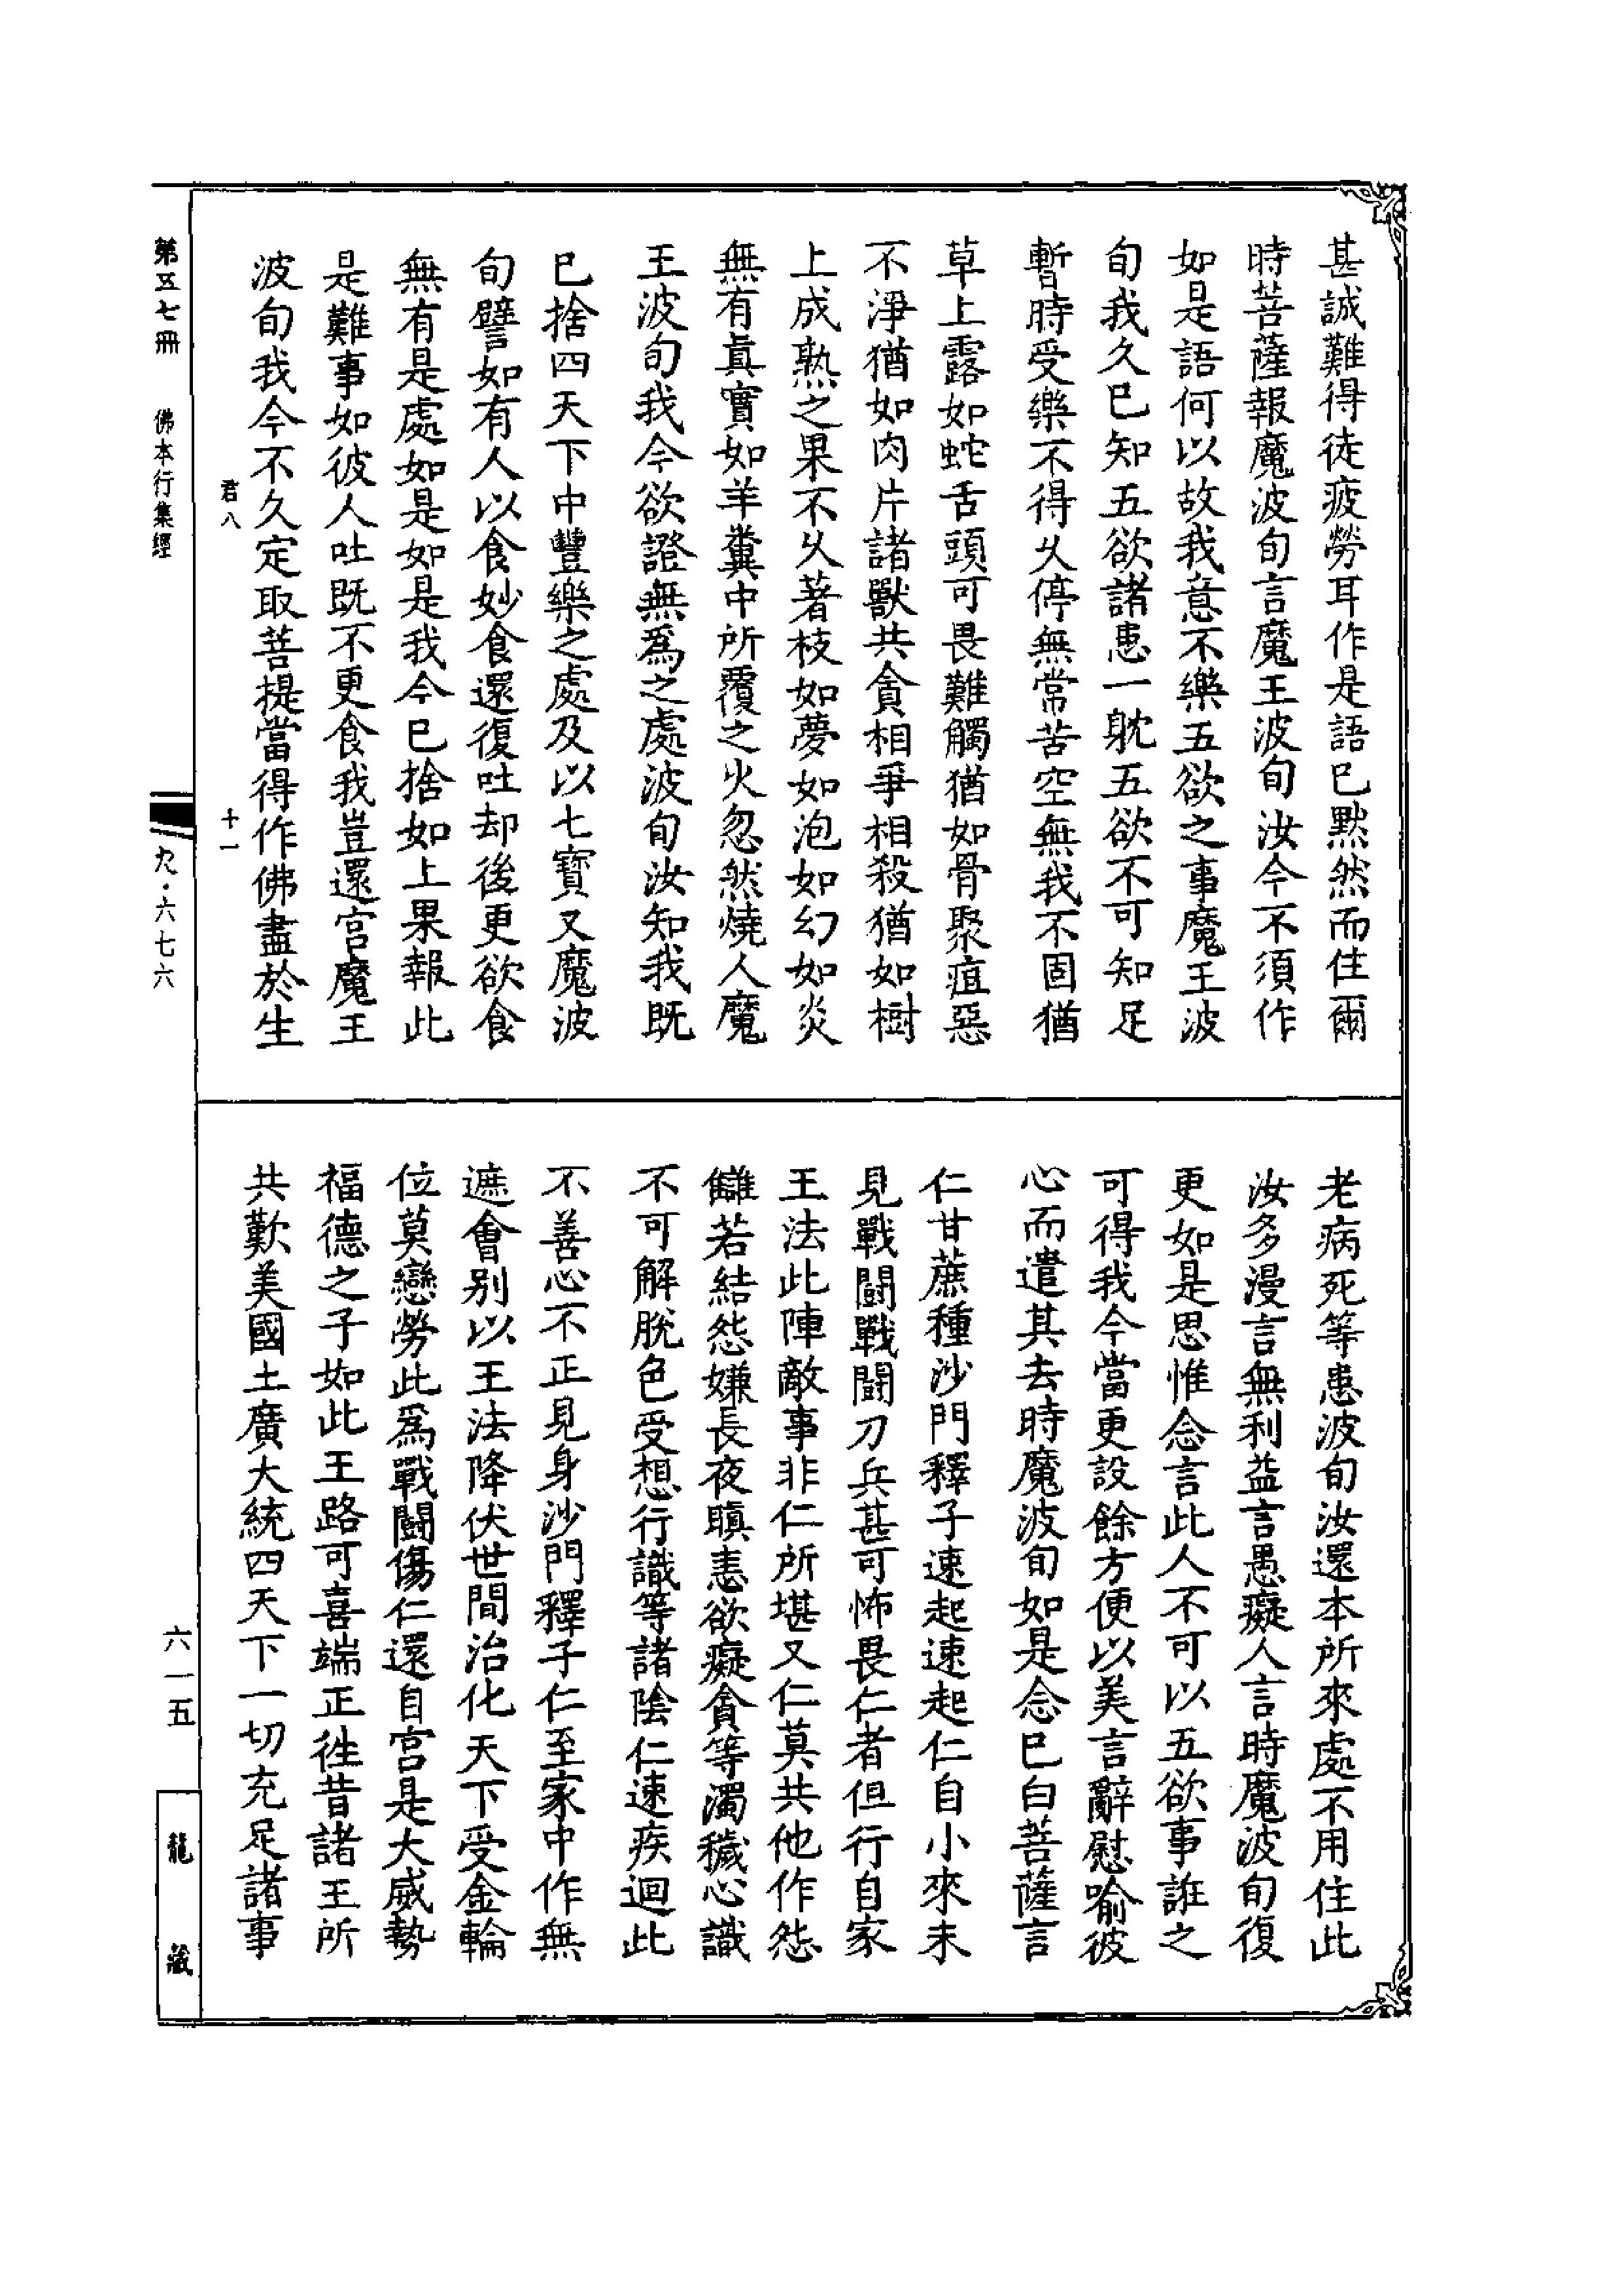 甚誠難得徒疲勞耳作是語已默然而住爾
時菩薩報魔波旬言魔王波旬汝今不須作
如是語何以故我意不樂五欲之事魔王波
旬我久已知五欲諸患一躭五欲不可知足
暫時受樂不得久停無常苦空無我不固猶
草上露如蛇舌頭可畏難觸猶如骨聚疽惡
不淨猶如肉片諸獸共貪相爭相殺猶如樹
上成熟之果不久著枝如夢如泡如幻如炎
無有眞實如羊糞中所覆之火忽然燒人魔
王波旬我今欲證無爲之處波旬汝知我既
已捨四天下中豐樂之處及以七寶又魔波
旬譬如有人以食妙食還復吐却後更欲食
無有是處如是如是我今已捨如上果報此
是難事如彼人吐既不更食我豈還宮魔王
波旬我今不久定取菩提當得作佛盡於生
君八
十一
老病死等患波旬汝還本所來處不用住此
汝多漫言無利益言愚癡人言時魔波旬復
更如是思惟念言此人不可以五欲事誑之
可得我今當更設餘方便以美言辭慰喻彼
心而遣其去時魔波旬如是念已白菩薩言
仁甘蔗種沙門釋子速起速起仁自小來未
見戰鬪戰鬪刀兵甚可怖畏仁者但行自家
王法此陣敵事非仁所堪又仁莫共他作怨
讎若結怨嫌長夜瞋恚欲癡貪等濁穢心識
不可解脫色受想行識等諸陰仁速疾迴此
不善心不正見身沙門釋子仁至家中作無
遮會別以王法降伏世間治化天下受金輪
位莫戀勞此爲戰鬪傷仁還自宮是大威勢
福德之子如此王路可喜端正徃昔諸王所
共歎美國土廣大統四天下一切充足諸事
第五七冊
佛本行集經
九·六七六
六一五
龍藏